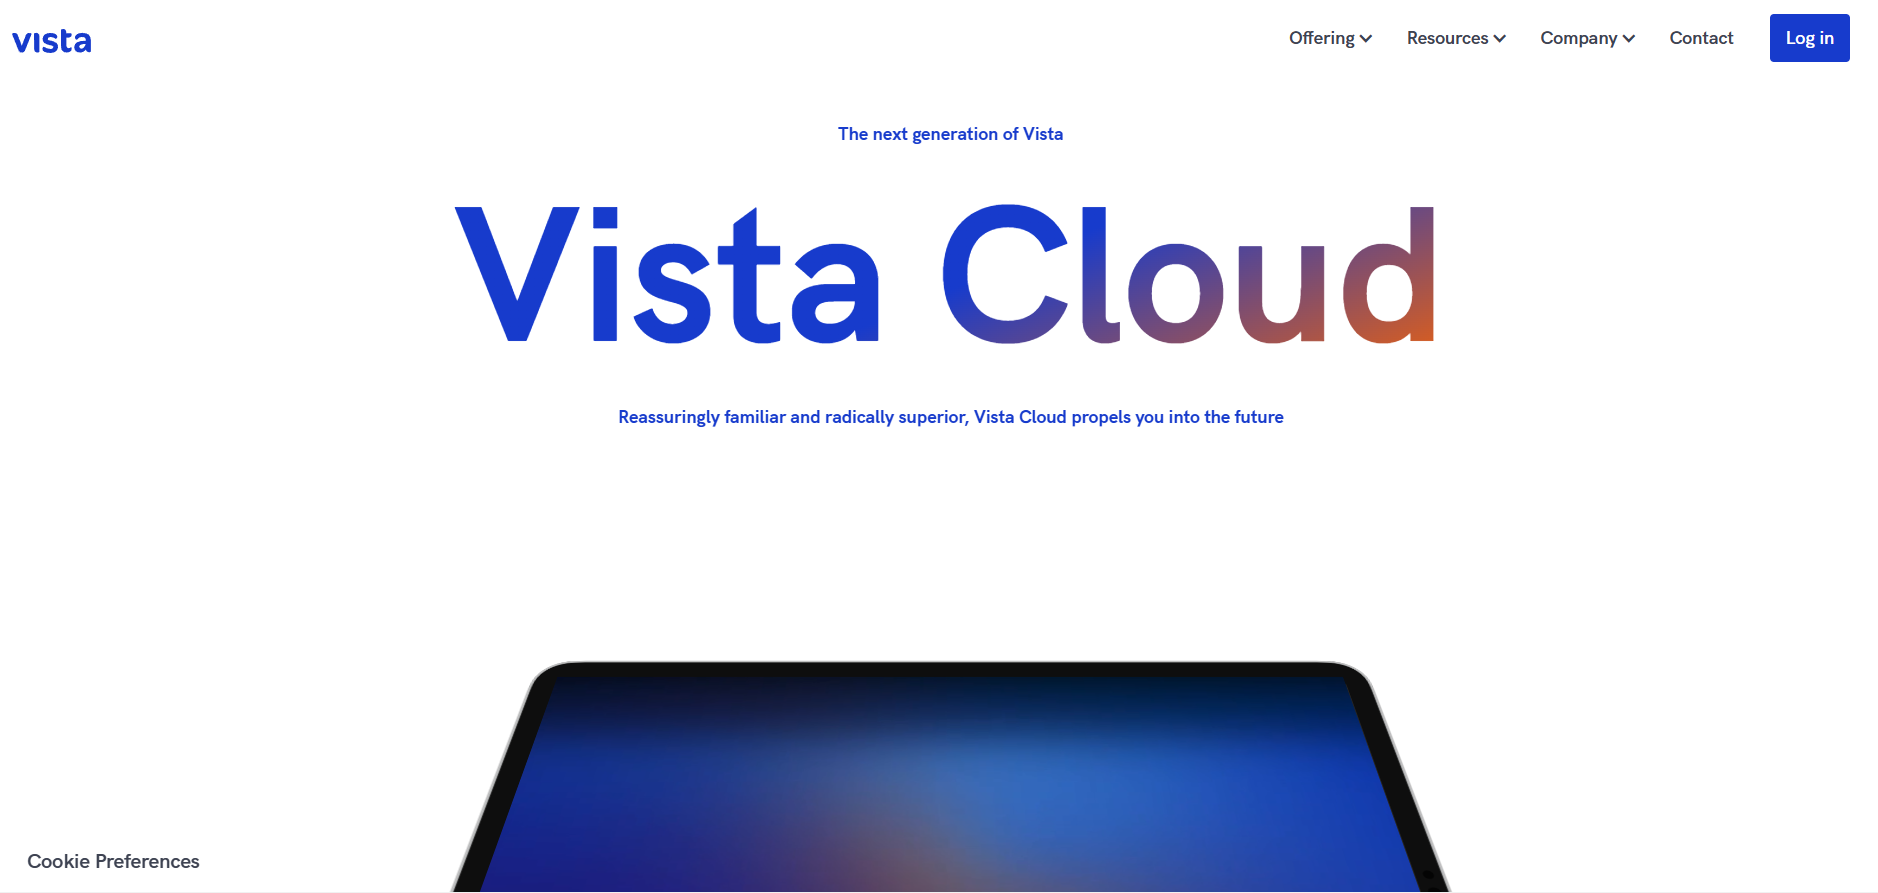 vista
Offering
Resources
Company
Contact
Log in
The next generation of Vista
Vista Cloud
Reassuringly familiar and radically superior, Vista Cloud propels you into the future
Cookie Preferences